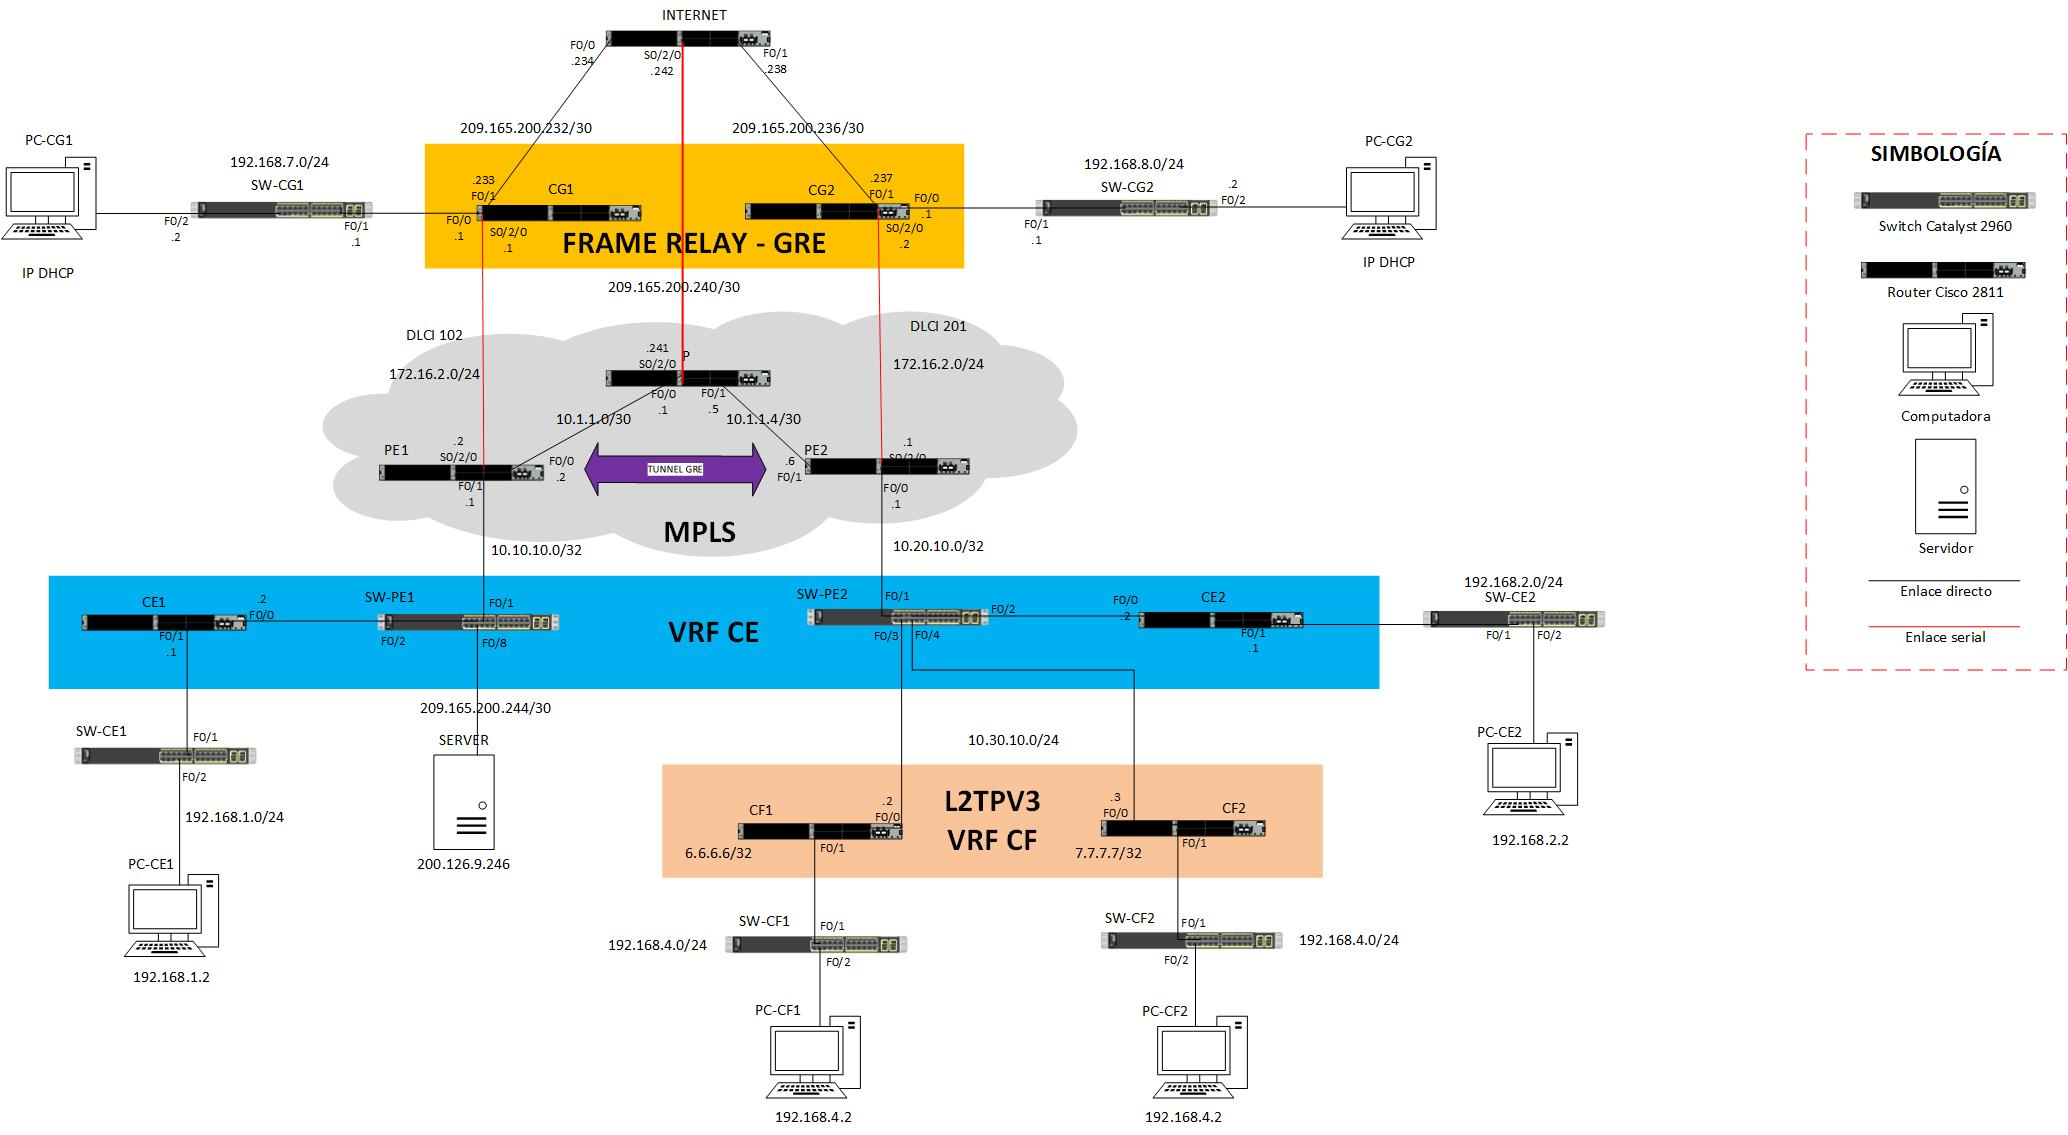 INTERNET
F0/0
.234
S0/2/0
.242
F0/1
.238
209.165.200.232/30
209.165.200.236/30
PC-CG1
192.168.7.0/24
SW-CG1
F0/2
.2
F0/1
.1
IP DHCP
.233
F0/1
CG1
F0/0
.1
S0/2/0
.1
CG2
.237
F0/1
F0/0
.1
S0/2/0
.2
FRAME RELAY - GRE
192.168.8.0/24
SW-CG2
F0/1
.1
.2
F0/2
PC-CG2
IP DHCP
209.165.200.240/30
DLCI 102
172.16.2.0/24
DLCI 201
172.16.2.0/24
.241
S0/2/0
P
F0/0
.1
F0/1
.5
10.1.1.0/30
10.1.1.4/30
PE1
.2
S0/2/0
F0/1
.1
F0/0
.2
TUNNEL GRE
PE2
.6
F0/1
.1
S0/2/0
F0/0
.1
MPLS
10.10.10.0/32
10.20.10.0/32
CE1
.2
F0/0
F0/1
.1
SW-PE1
F0/1
F0/2
F0/8
VRF CE
SW-PE2
F0/1
F0/2
F0/3
F0/4
F0/0
.2
CE2
F0/1
.1
192.168.2.0/24
SW-CE2
F0/1
F0/2
209.165.200.244/30
SERVER
200.126.9.246
SW-CE1
F0/1
F0/2
192.168.1.0/24
PC-CE1
192.168.1.2
10.30.10.0/24
CF1
.2
F0/0
F0/1
6.6.6.6/32
L2TPV3
VRF CF
.3
F0/0
CF2
F0/1
7.7.7.7/32
PC-CE2
192.168.2.2
SW-CF1
F0/1
F0/2
192.168.4.0/24
SW-CF2
F0/1
F0/2
192.168.4.0/24
PC-CF1
192.168.4.2
PC-CF2
192.168.4.2
SIMBOLOGÍA
Switch Catalyst 2960
Router Cisco 2811
Computadora
Servidor
Enlace directo
Enlace serial